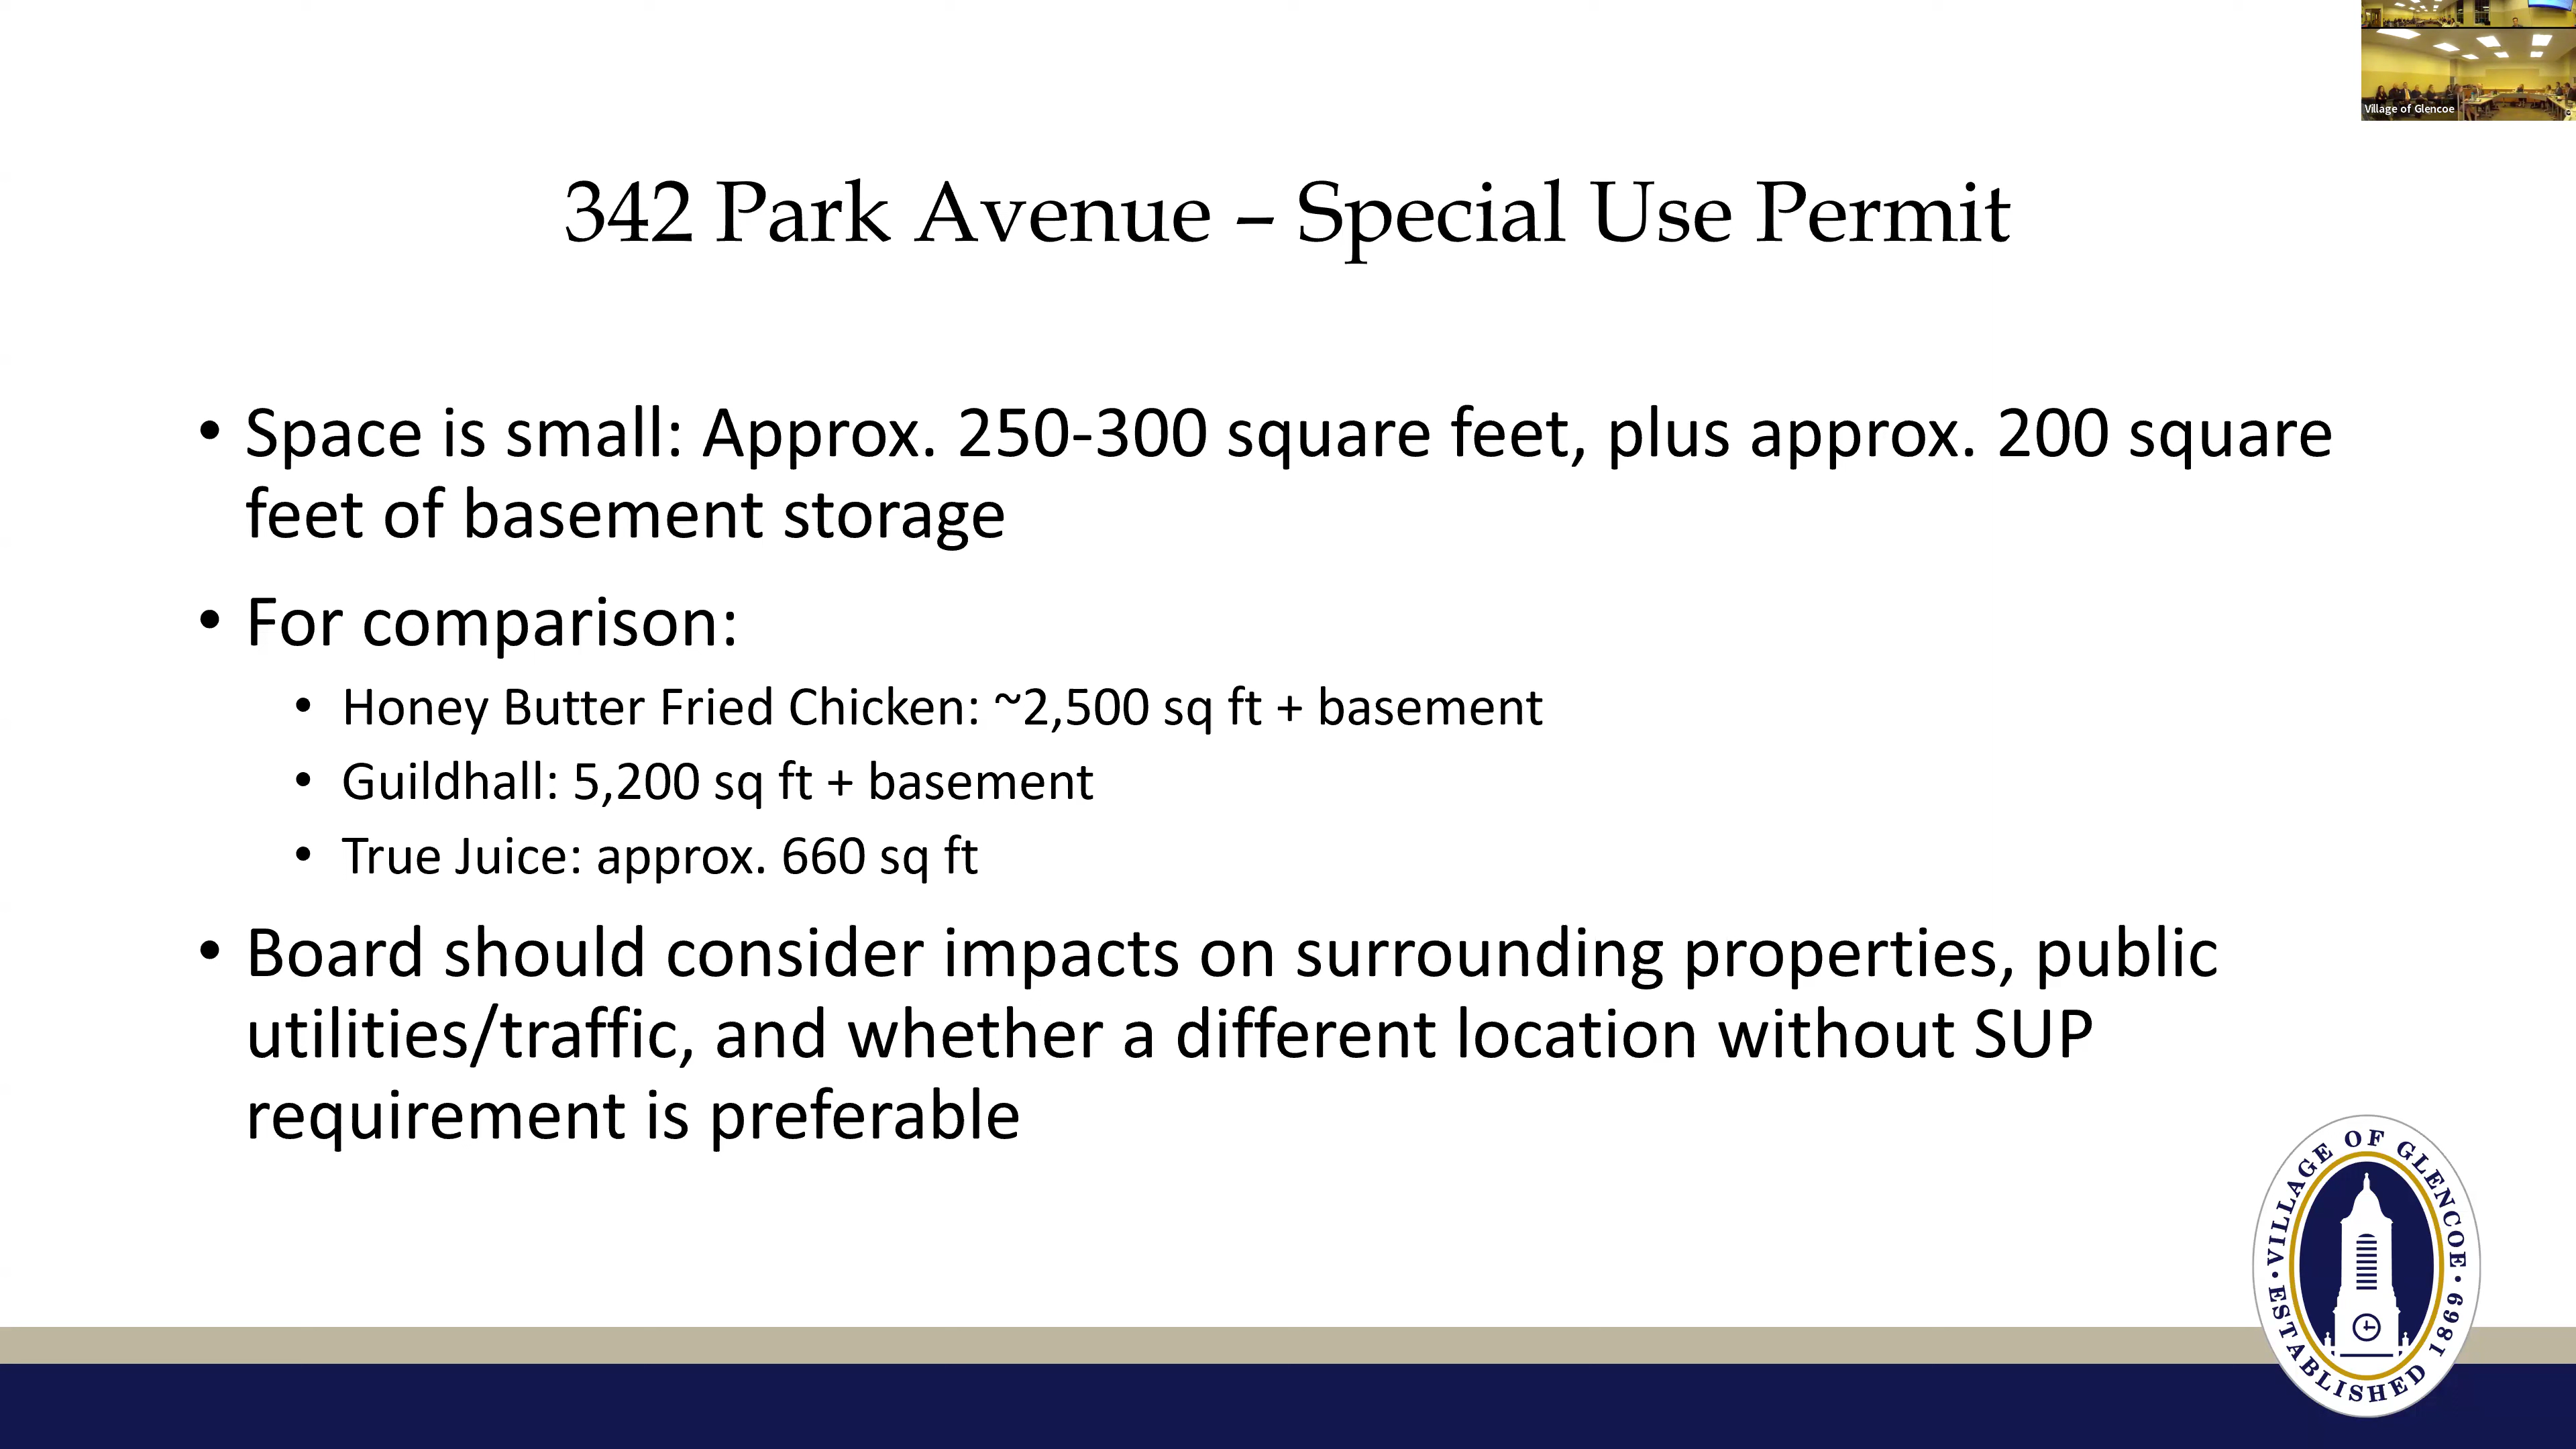 Village of Glencoe
342 Park Avenue – Special Use Permit
• Space is small: Approx. 250-300 square feet, plus approx. 200 square
feet of basement storage
• For comparison:
• Honey Butter Fried Chicken: ~2,500 sq ft + basement
• Guildhall: 5,200 sq ft + basement
• True Juice: approx. 660 sq ft
• Board should consider impacts on surrounding properties, public
utilities/traffic, and whether a different location without SUP
requirement is preferable
VILLAGE OF GLENCOE
• ESTABLISHED 1869 •